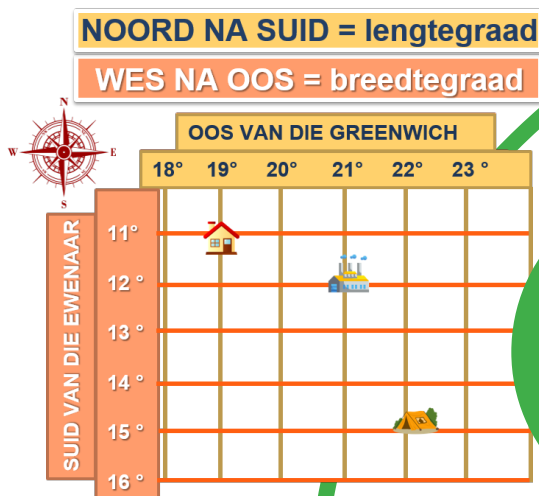 NOORD NA SUID = lengtegraad
WES NA OOS = breedtegraad
N
W E
S
OOS VAN DIE GREENWICH
18° 19° 20° 21° 22° 23 °
SUID VAN DIE EWENAAR
11°
12 °
13 °
14 °
15 °
16 °